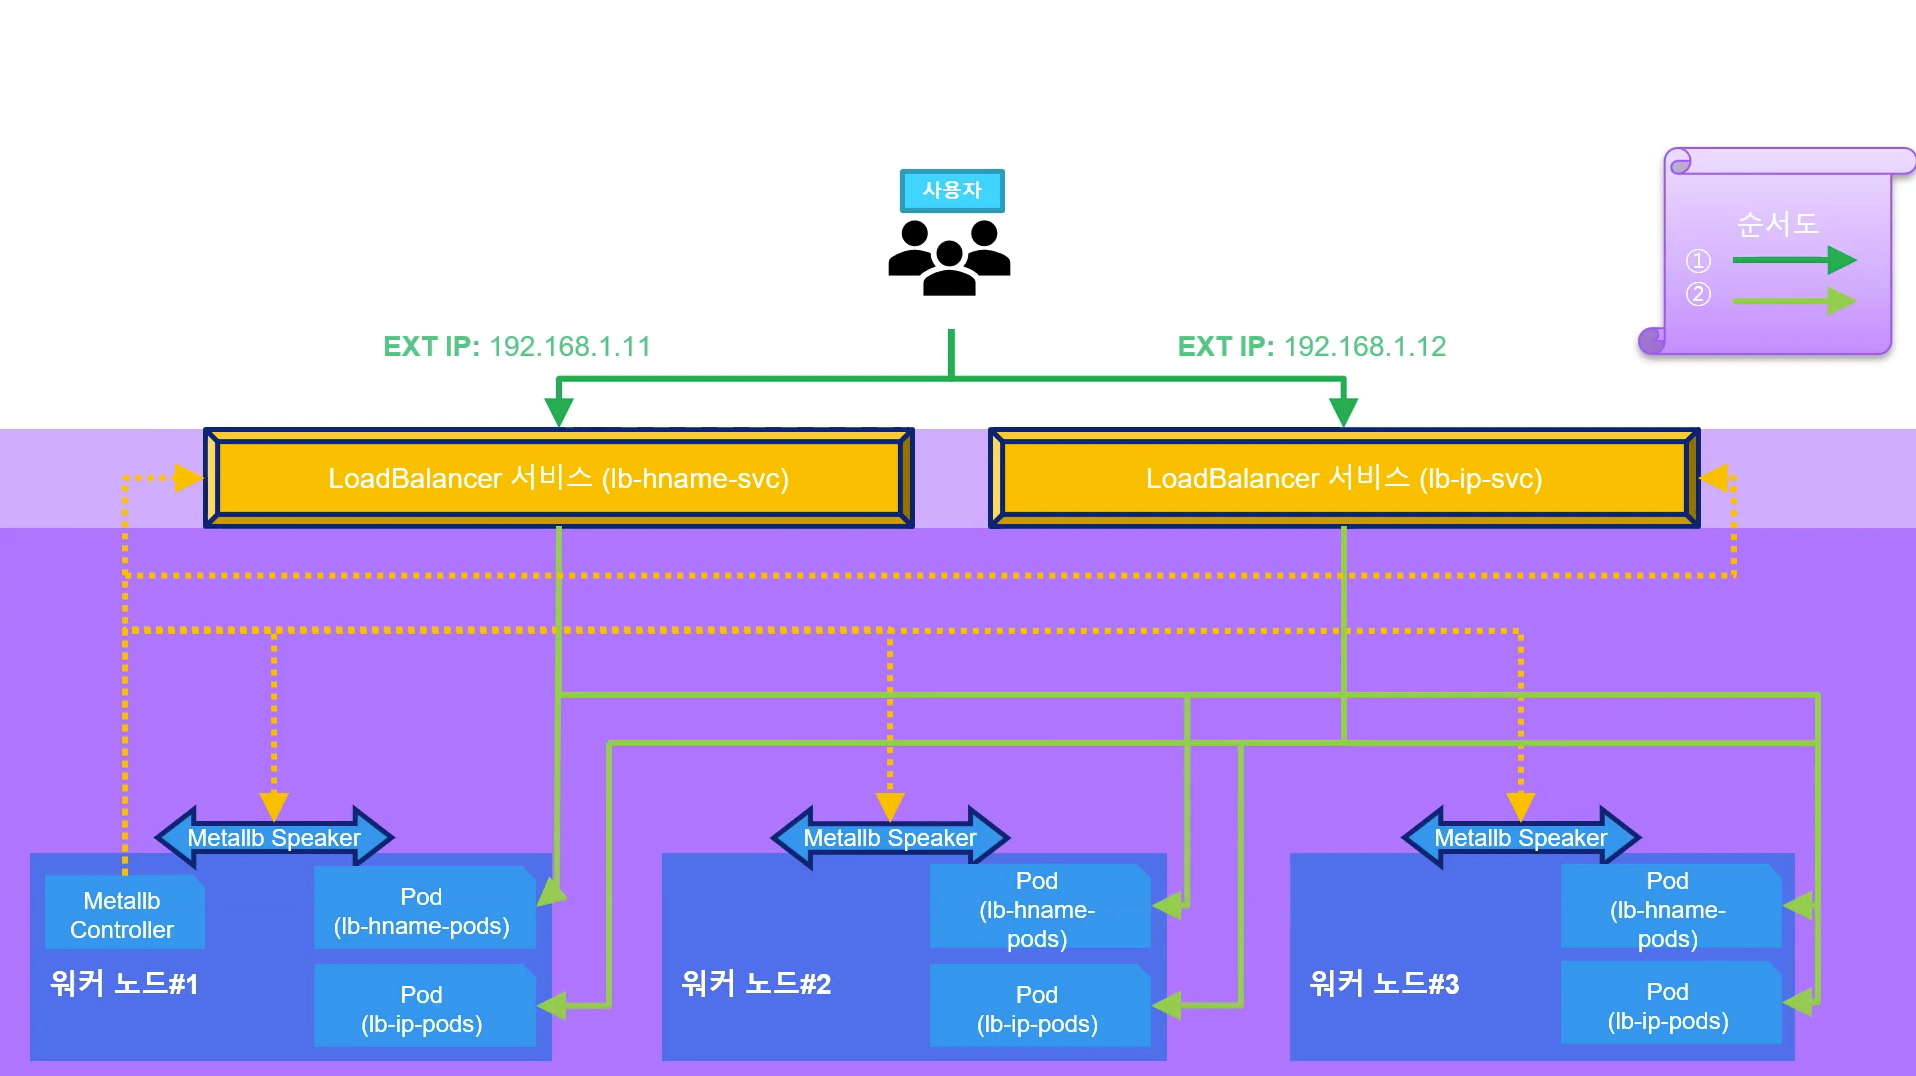 사용자
순서도
①
②
EXT IP: 192.168.1.11
EXT IP: 192.168.1.12
LoadBalancer 서비스 (lb-hname-svc)
LoadBalancer 서비스 (lb-ip-svc)
Metallb Speaker
Metallb Speaker
Metallb Speaker
Metallb
Controller
Pod
(lb-hname-pods)
워커 노드#1
Pod
(lb-ip-pods)
Pod
(lb-hname-
pods)
워커 노드#2
Pod
(lb-ip-pods)
Pod
(lb-hname-
pods)
워커 노드#3
Pod
(lb-ip-pods)